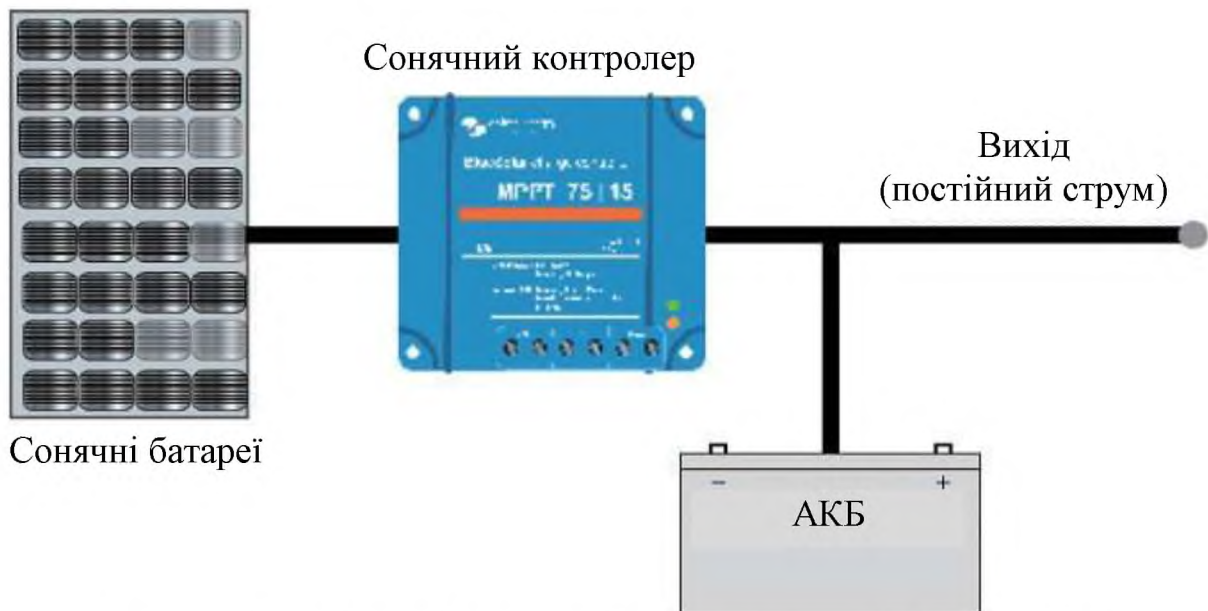 Сонячний контролер
Вихід
(постійний струм)
MPPT 75 | 15
Сонячні батареї
− +
АКБ